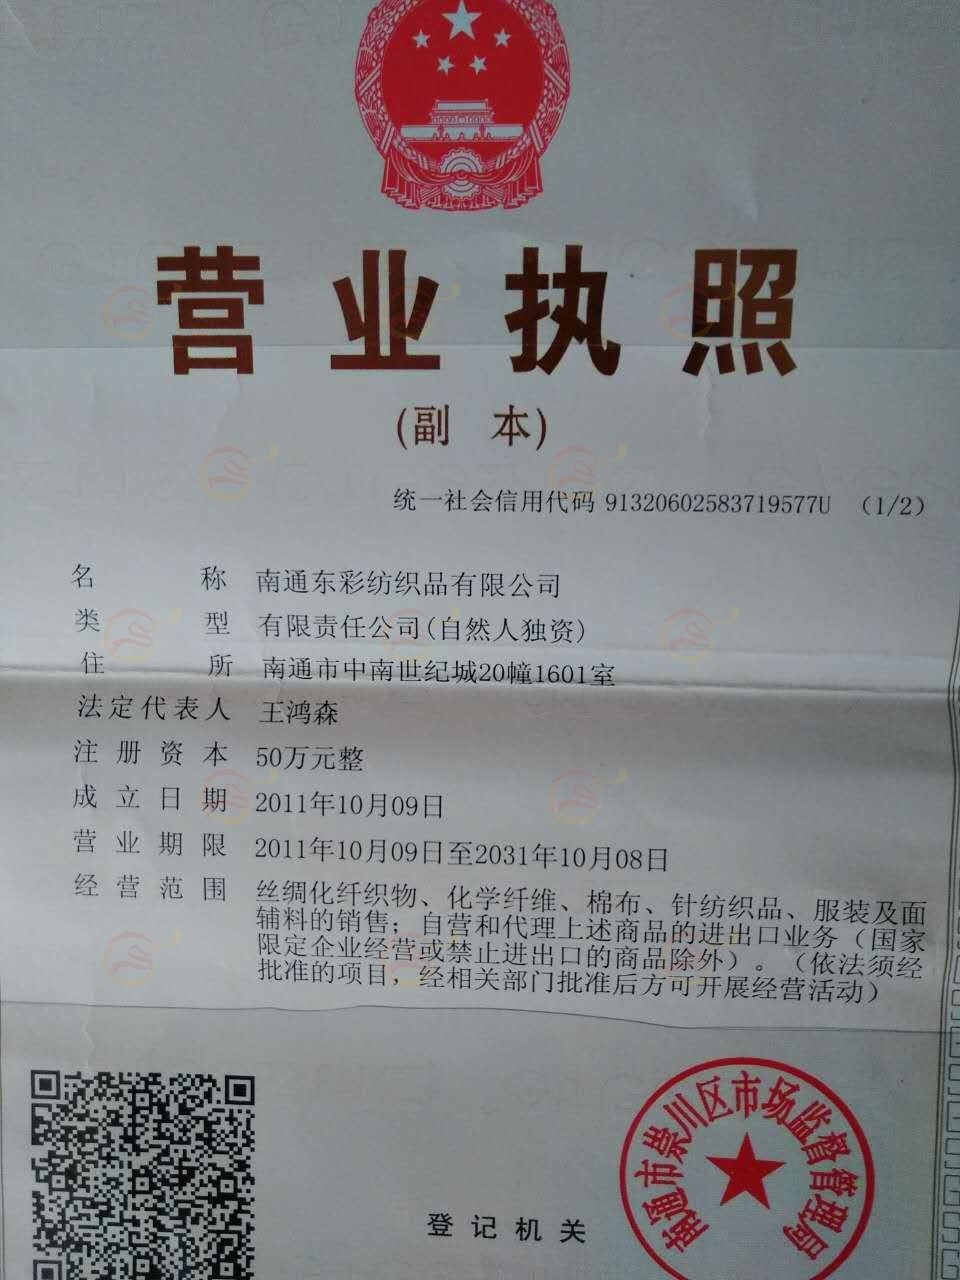 营业执照
(副 本)
统一社会信用代码 91320602583719577U （1/2）
名称 南通东彩纺织品有限公司
类型 有限责任公司(自然人独资)
住所 南通市中南世纪城20幢1601室
法定代表人 王鸿森
注册资本 50万元整
成立日期 2011年10月09日
营业期限 2011年10月09日至2031年10月08日
经营范围 丝绸化纤织物、化学纤维、棉布、针纺织品、服装及面
辅料的销售；自营和代理上述商品的进出口业务（国家
限定企业经营或禁止进出口的商品除外）。（依法须经
批准的项目，经相关部门批准后方可开展经营活动）
南通市崇川区市场监督管理局
登记机关